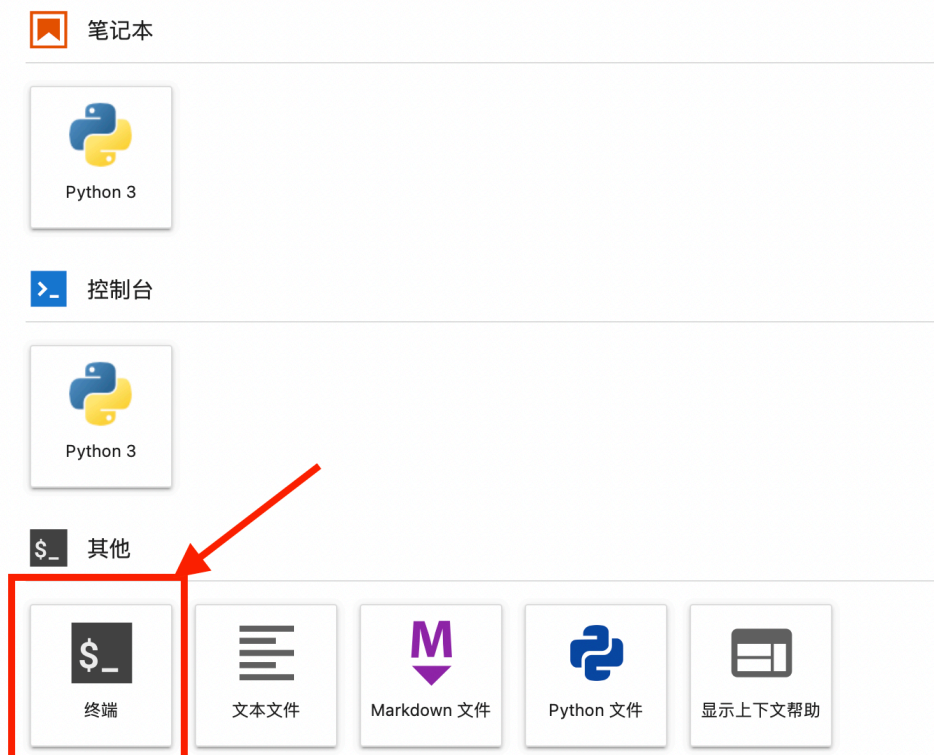 笔记本
Python 3
控制台
Python 3
$_ 其他
$_
终端
文本文件
Markdown 文件
Python 文件
显示上下文帮助